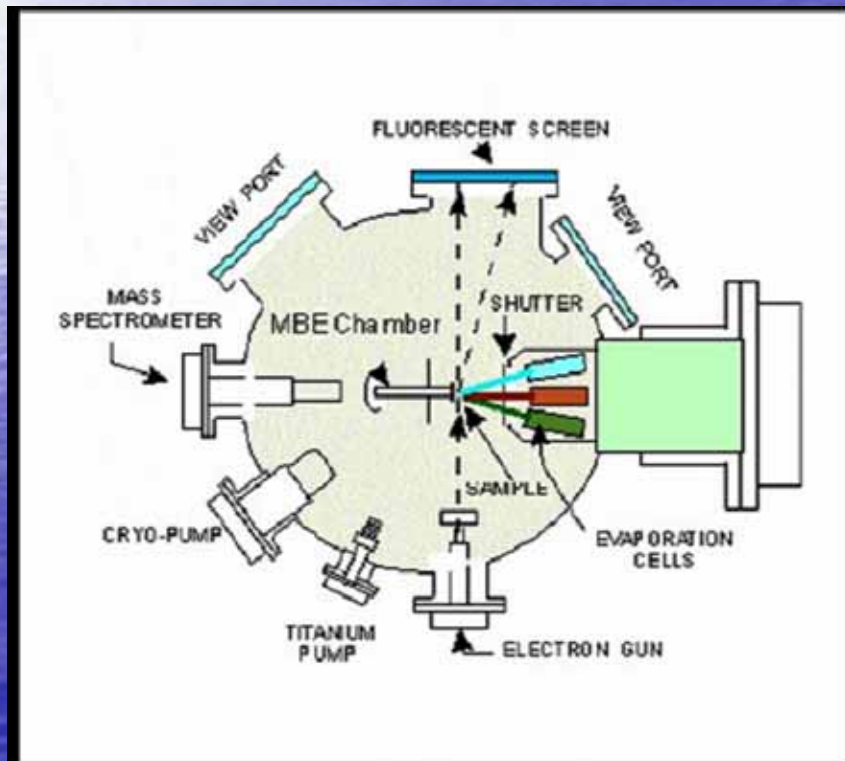 FLUORESCENT SCREEN
VIEW PORT
VIEW PORT
MASS
SPECTROMETER
MBE Chamber
SHUTTER
SAMPLE
CRYO-PUMP
EVAPORATION
CELLS
TITANIUM
PUMP
ELECTRON GUN